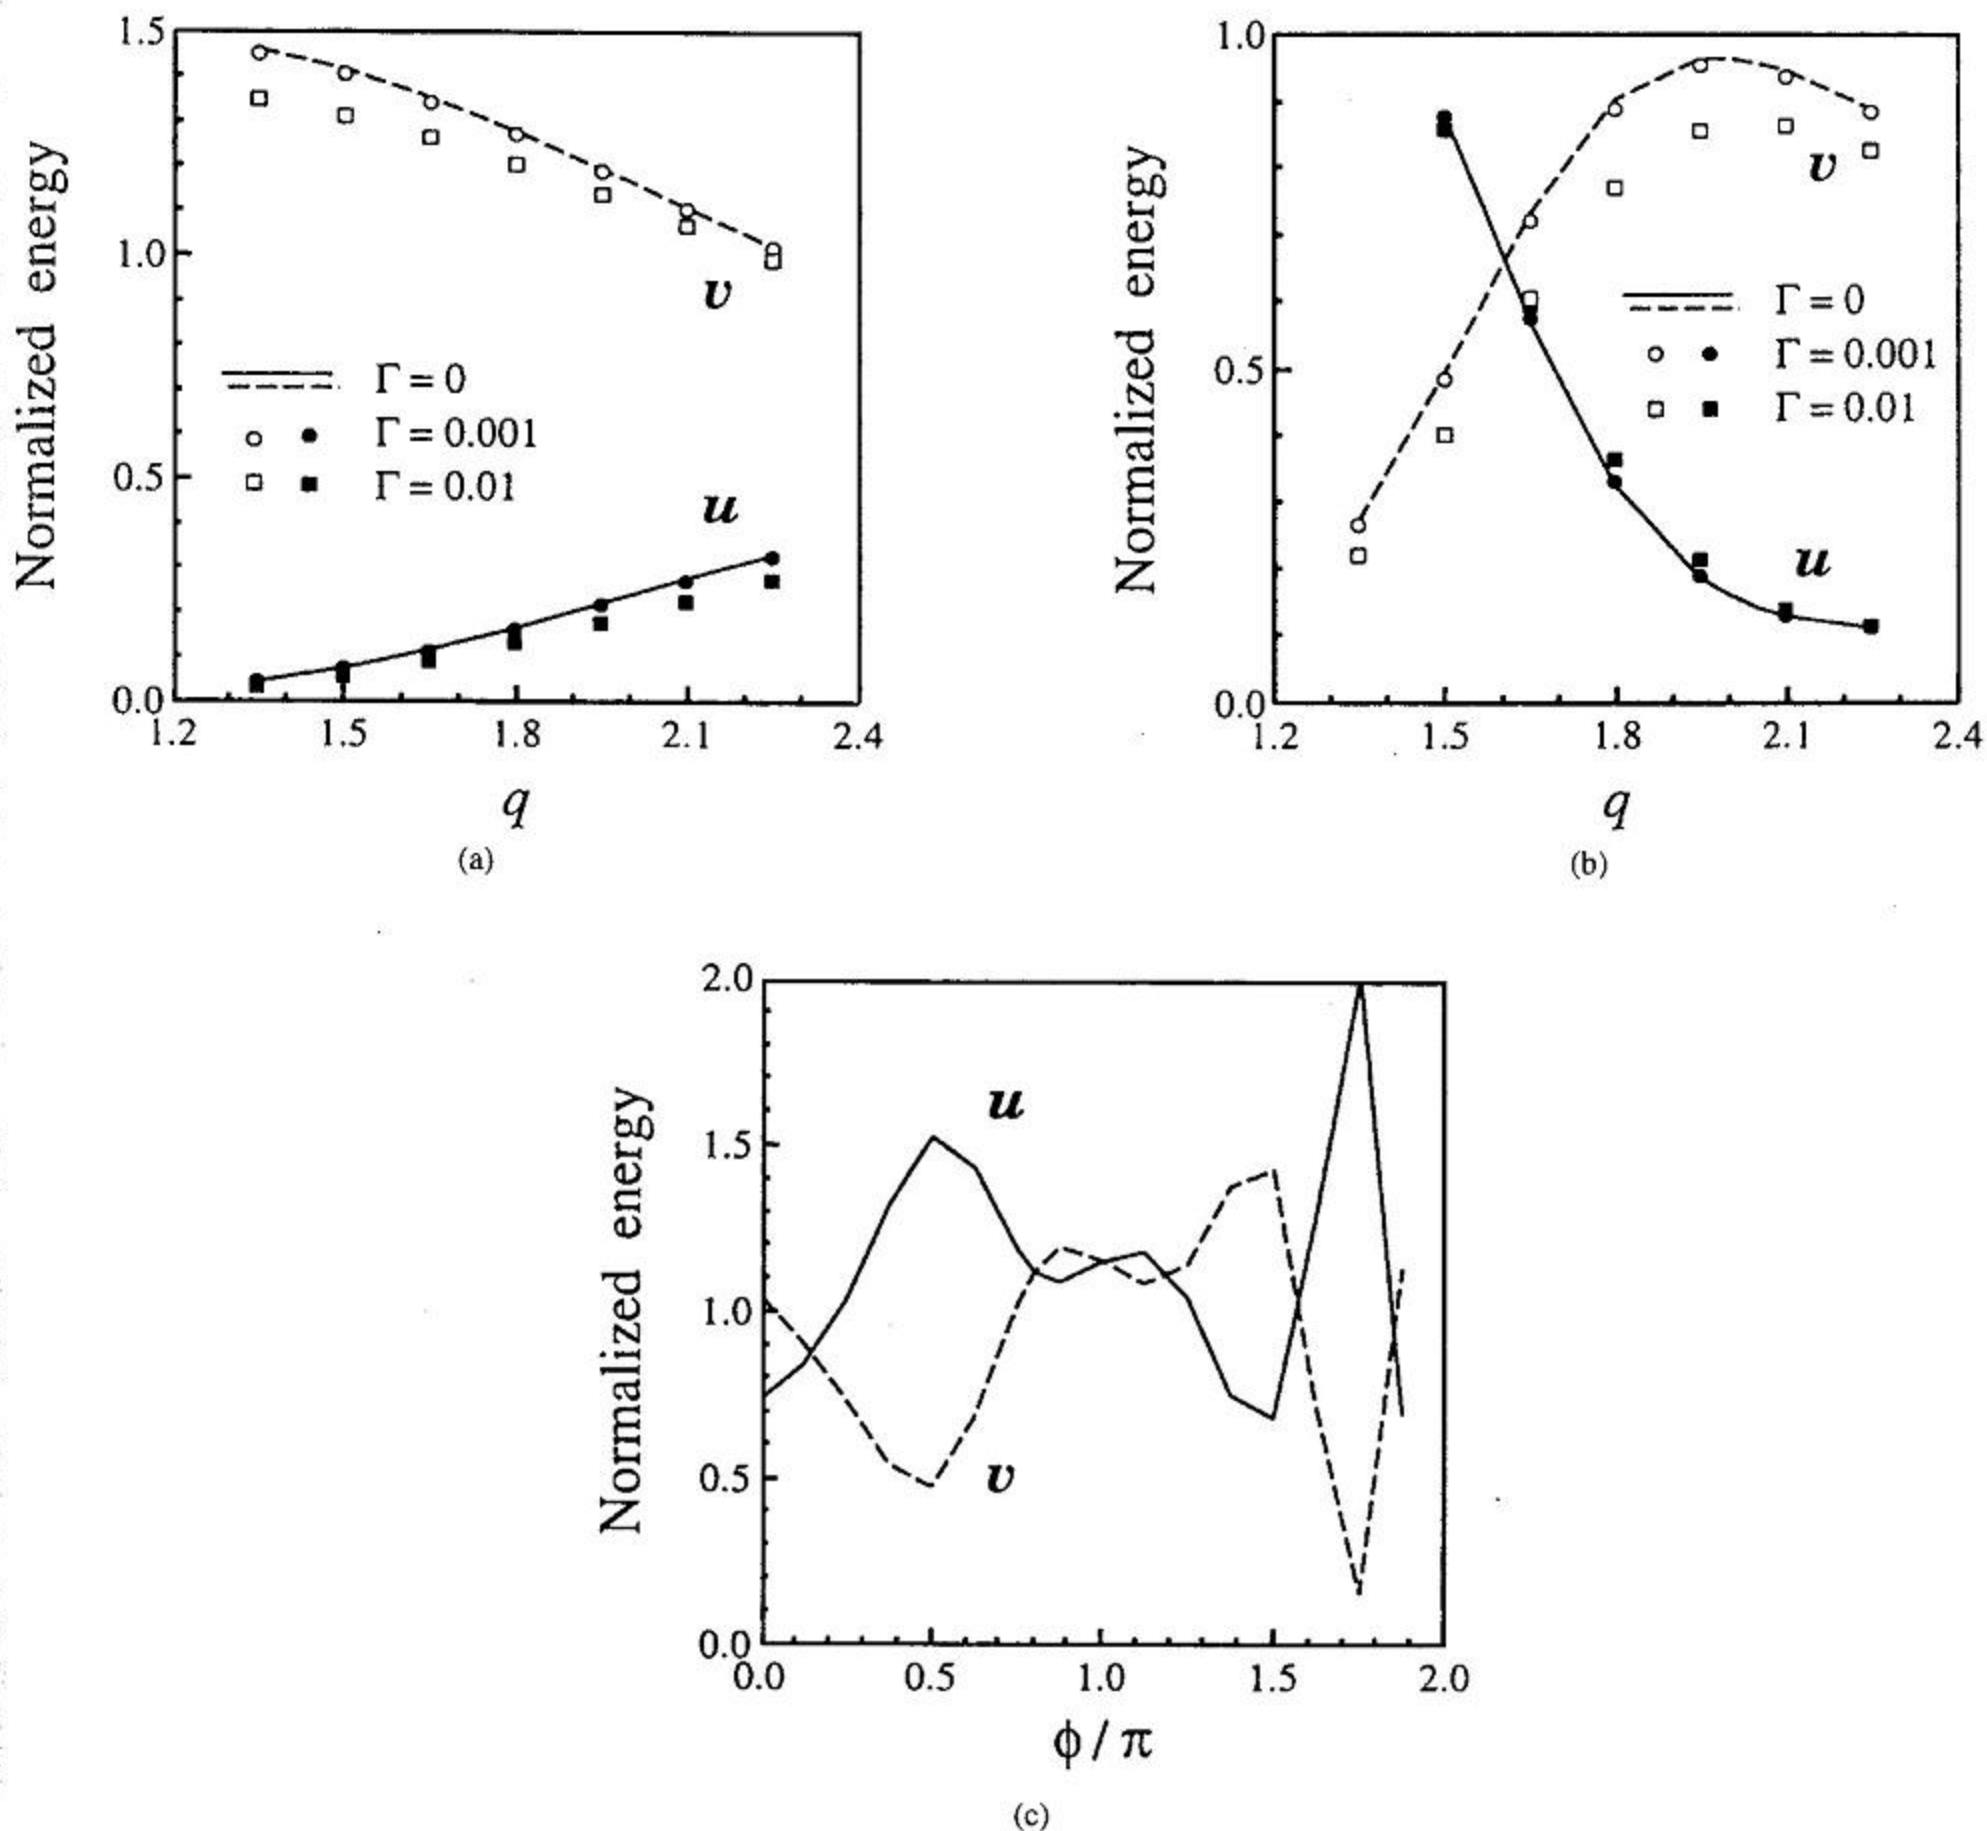 1.5
1.0
0.5
0.0
1.2 1.5 1.8 2.1 2.4
Normalized energy
q
v
u
Γ = 0
Γ = 0.001
Γ = 0.01
(a)
1.0
0.5
0.0
1.2 1.5 1.8 2.1 2.4
Normalized energy
q
v
u
Γ = 0
Γ = 0.001
Γ = 0.01
(b)
2.0
1.5
1.0
0.5
0.0
0.0 0.5 1.0 1.5 2.0
Normalized energy
u
v
ϕ / π
(c)